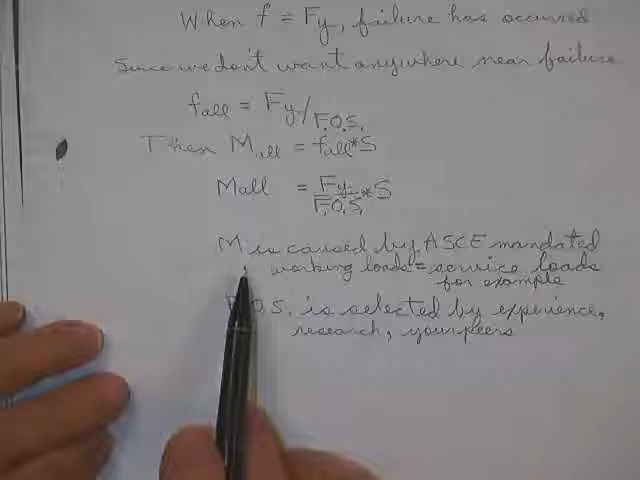 When f = Fy, failure has occurred
Since we don't want anywhere near failure
fall = Fy/F.O.S.
Then Mall = fall*S
Mall = Fy/F.O.S. * S
M is caused by ASCE mandated
working loads = service loads
for example
F.O.S. is selected by experience,
research, your peers